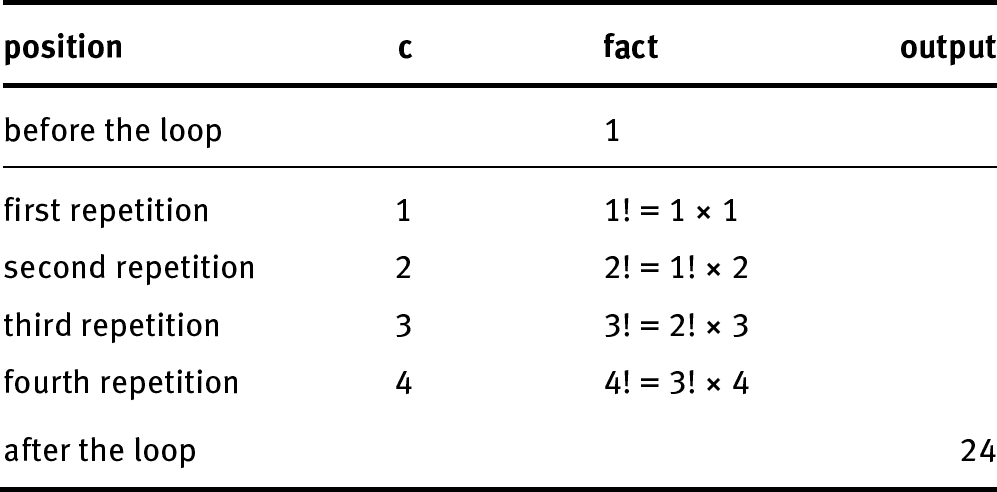 position c fact output
before the loop 1
first repetition 1 1! = 1 × 1
second repetition 2 2! = 1! × 2
third repetition 3 3! = 2! × 3
fourth repetition 4 4! = 3! × 4
after the loop 24